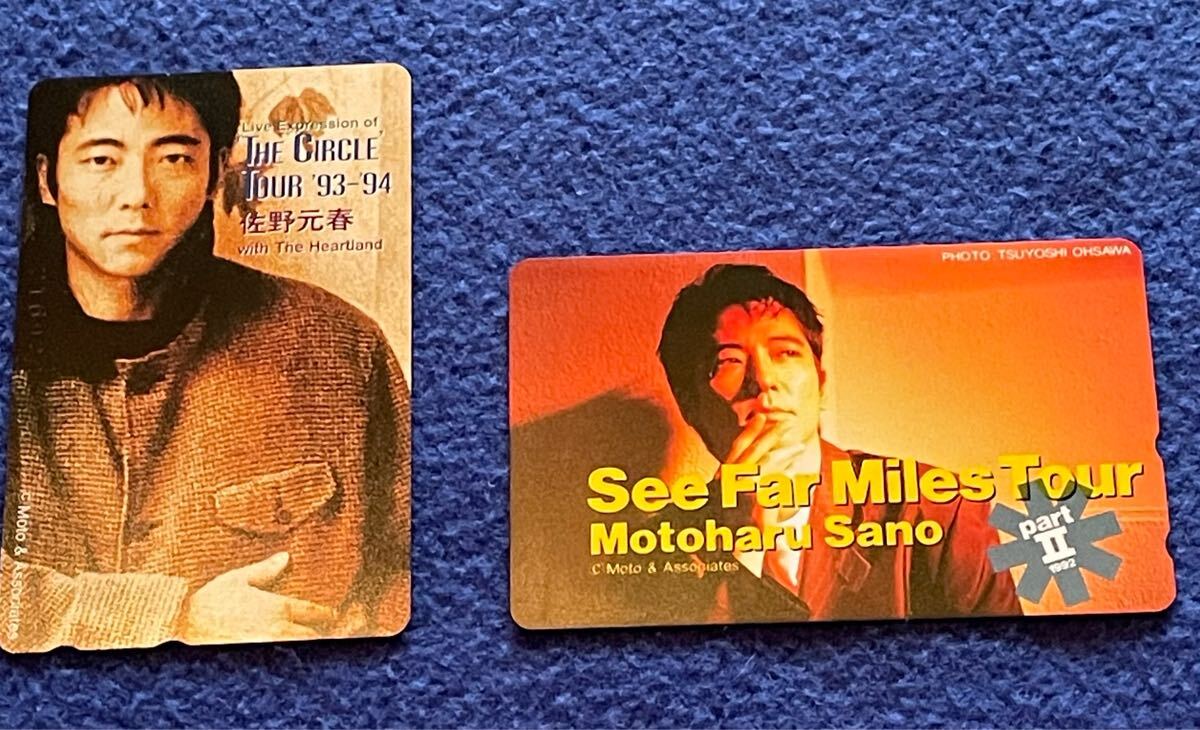 Live Expression of
'THE CIRCLE'
TOUR '93-'94
佐野元春
with The Heartland
C Moto & Associates
PHOTO: TSUYOSHI OHSAWA
See Far Miles Tour
Motoharu Sano
C Moto & Associates
part
II
1992